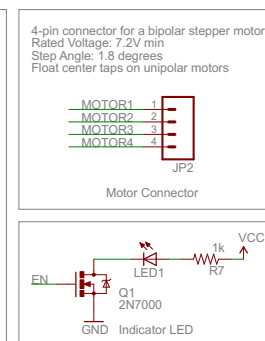 4-pin connector for a bipolar stepper motor
Rated Voltage: 7.2V min
Step Angle: 1.8 degrees
Float center taps on unipolar motors
MOTOR1 1
MOTOR2 2
MOTOR3 3
MOTOR4 4
JP2
Motor Connector
VCC
1k
LED1 R7
EN
Q1
2N7000
GND Indicator LED